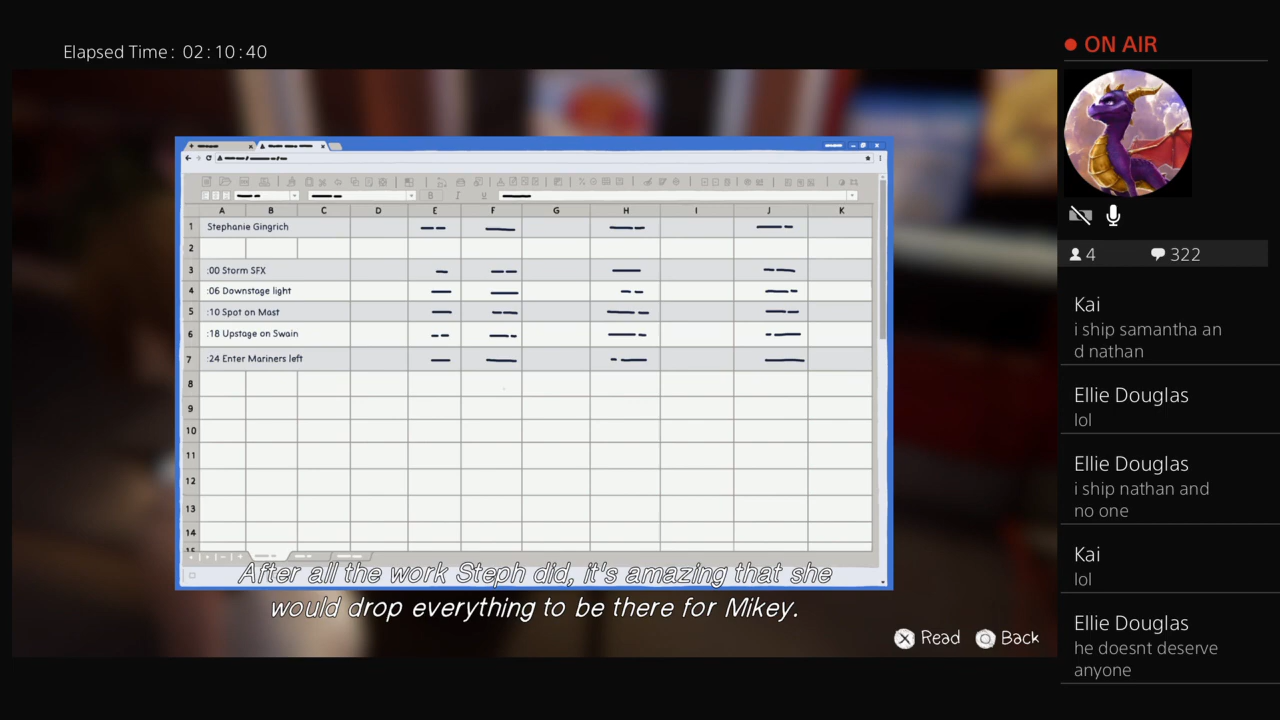 Elapsed Time: 02:10:40
ON AIR
4
322
Kai
i ship samantha an
d nathan
Ellie Douglas
lol
Ellie Douglas
i ship nathan and
no one
Kai
lol
Ellie Douglas
he doesnt deserve
anyone
A B C D E F G H I J K
1 Stephanie Gingrich
2
3 :00 Storm SFX
4 :06 Downstage light
5 :10 Spot on Mast
6 :18 Upstage on Swain
7 :24 Enter Mariners left
8
9
10
11
12
13
14
15
After all the work Steph did, it's amazing that she
would drop everything to be there for Mikey.
Read Back